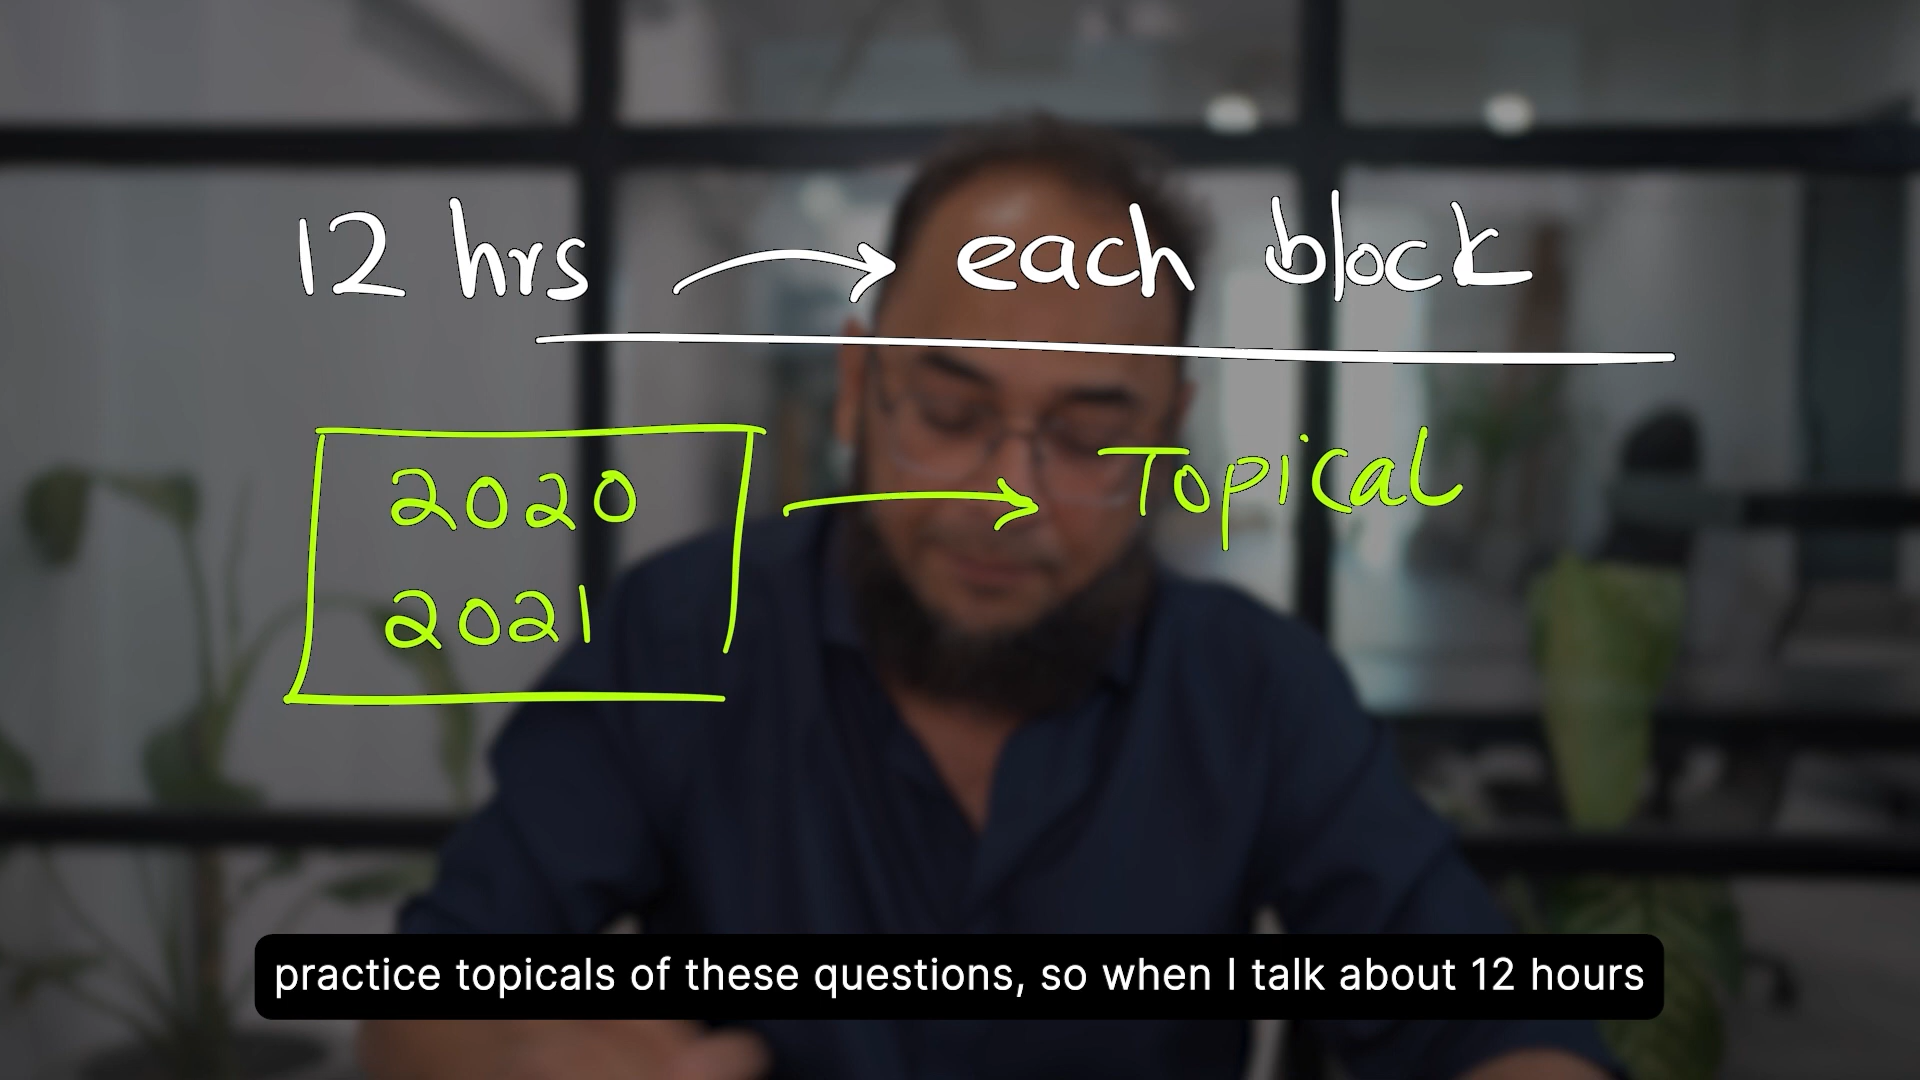 12 hrs → each block
2020 → Topical
2021
practice topicals of these questions, so when I talk about 12 hours